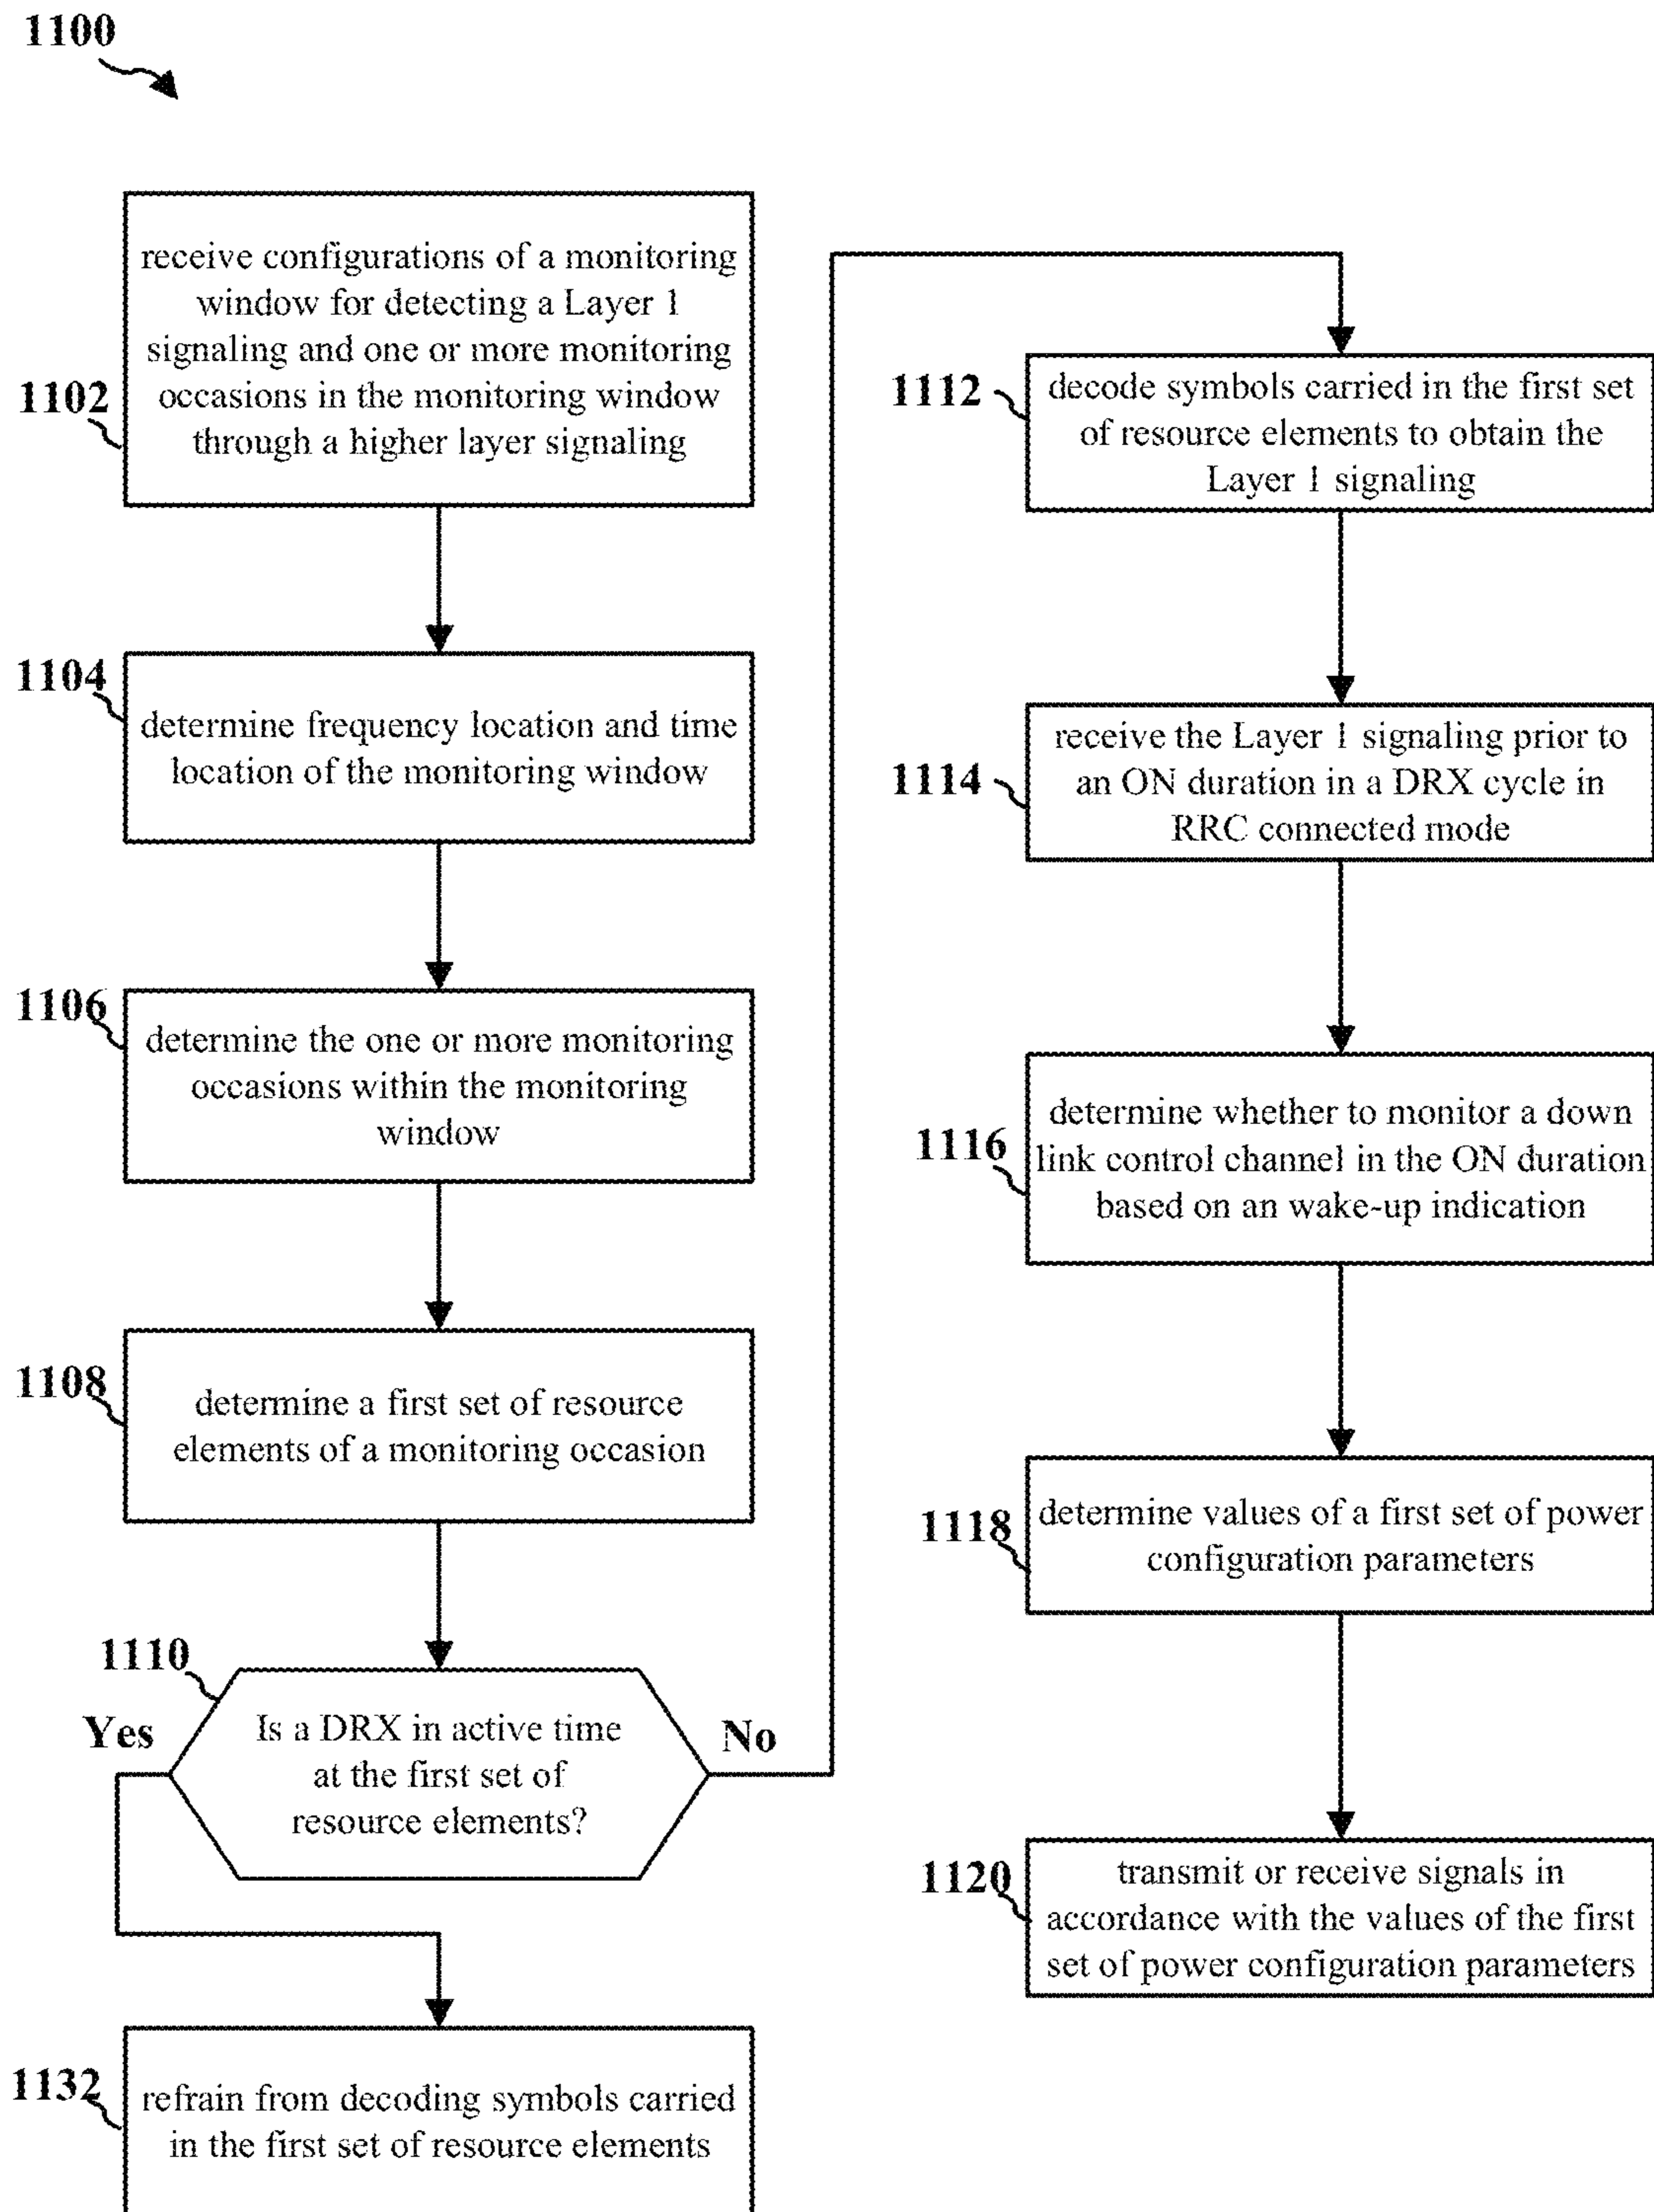 1100
1102
receive configurations of a monitoring
window for detecting a Layer 1
signaling and one or more monitoring
occasions in the monitoring window
through a higher layer signaling
1104
determine frequency location and time
location of the monitoring window
1106
determine the one or more monitoring
occasions within the monitoring
window
1108
determine a first set of resource
elements of a monitoring occasion
1110
Is a DRX in active time
at the first set of
resource elements?
Yes
No
1132
refrain from decoding symbols carried
in the first set of resource elements
1112
decode symbols carried in the first set
of resource elements to obtain the
Layer 1 signaling
1114
receive the Layer 1 signaling prior to
an ON duration in a DRX cycle in
RRC connected mode
1116
determine whether to monitor a down
link control channel in the ON duration
based on an wake-up indication
1118
determine values of a first set of power
configuration parameters
1120
transmit or receive signals in
accordance with the values of the first
set of power configuration parameters